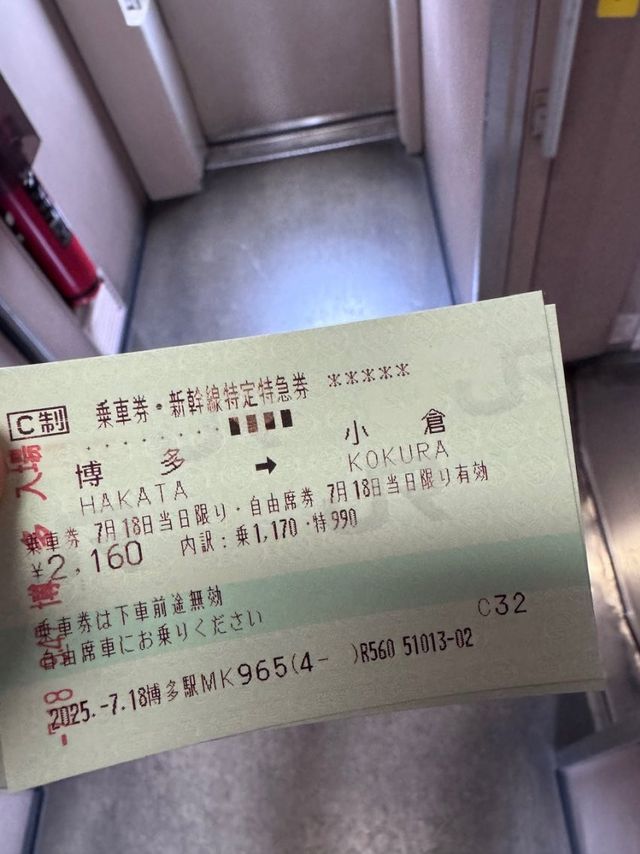 C制 乗車券・新幹線特定特急券 *****
博多 → 小倉
HAKATA KOKURA
乗車券 7月18日当日限り・自由席券 7月18日当日限り有効
¥2,160 内訳:乗1,170・特990
乗車券は下車前途無効
自由席車にお乗りください
C32
2025.-7.18博多駅MK965(4- )R560 51013-02
博多 入場